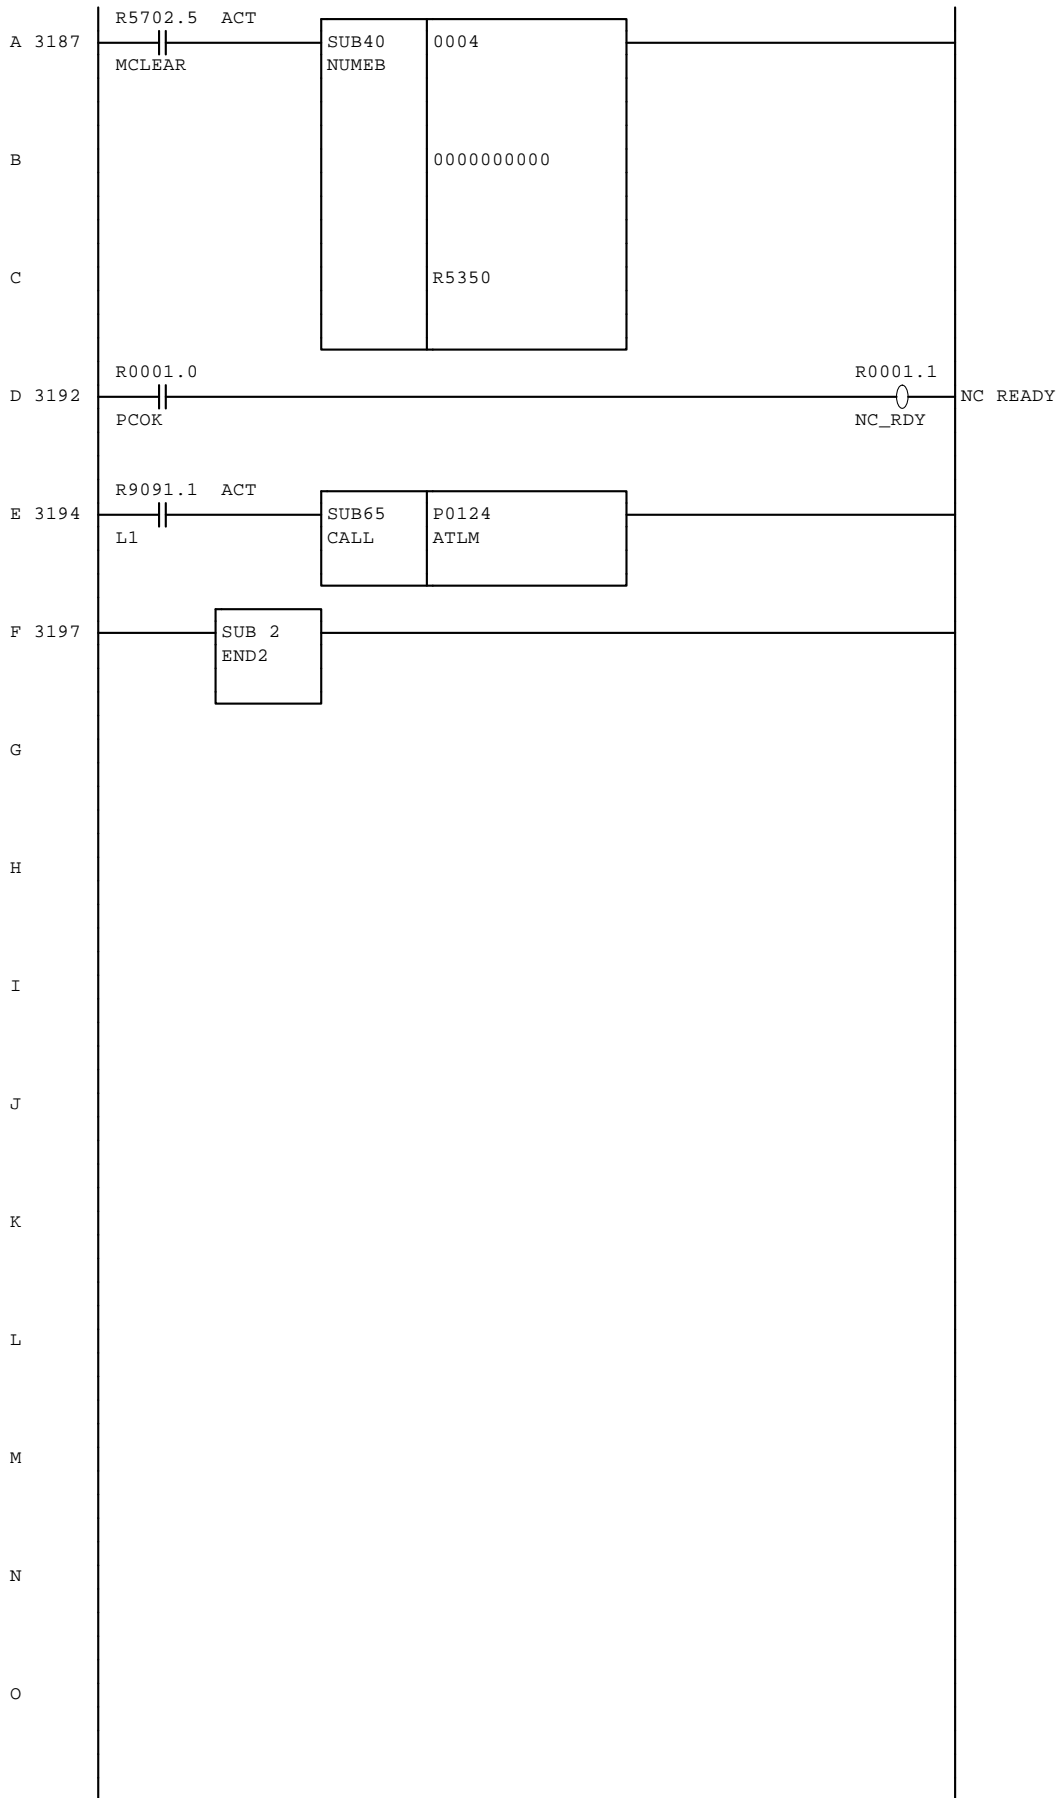 R5702.5 ACT
A 3187 SUB40 0004
MCLEAR NUMEB
B 0000000000
C R5350
R0001.0 R0001.1
D 3192 NC READY
PCOK NC_RDY
R9091.1 ACT
E 3194 SUB65 P0124
L1 CALL ATLM
F 3197 SUB 2
END2
G
H
I
J
K
L
M
N
O